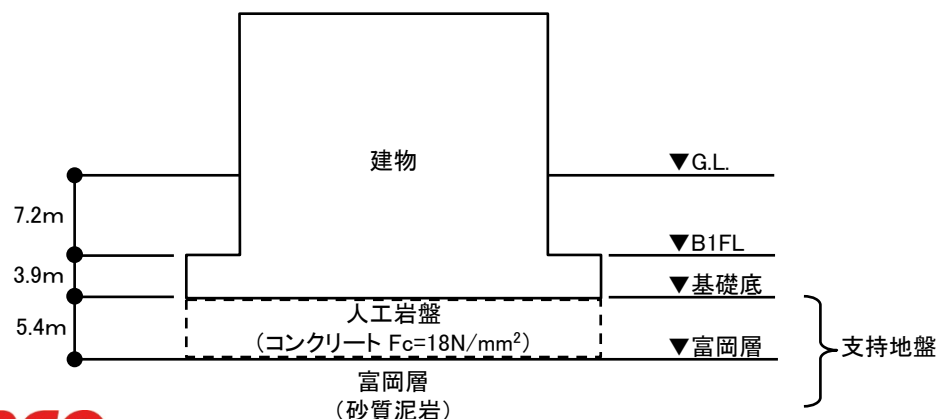 建物
▼G.L.
7.2m
▼B1FL
3.9m
▼基礎底
5.4m
人工岩盤
(コンクリート Fc=18N/mm²)
▼富岡層
支持地盤
富岡層
(砂質泥岩)